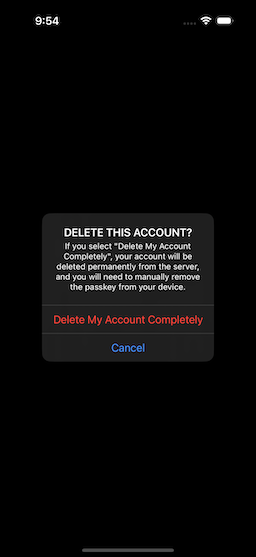 9:54
DELETE THIS ACCOUNT?
If you select "Delete My Account
Completely", your account will be
deleted permanently from the server,
and you will need to manually remove
the passkey from your device.
Delete My Account Completely
Cancel